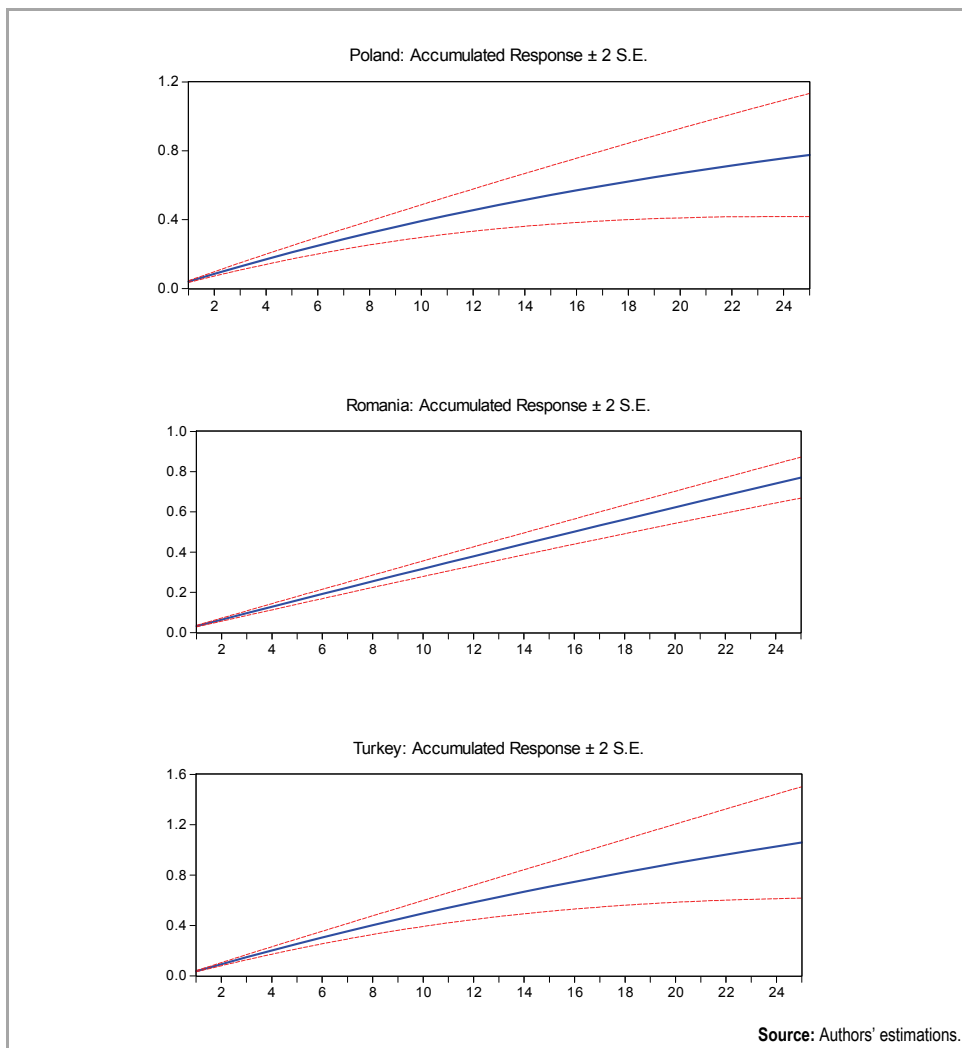 Poland: Accumulated Response ± 2 S.E.
1.2
0.8
0.4
0.0
2 4 6 8 10 12 14 16 18 20 22 24
Romania: Accumulated Response ± 2 S.E.
1.0
0.8
0.6
0.4
0.2
0.0
2 4 6 8 10 12 14 16 18 20 22 24
Turkey: Accumulated Response ± 2 S.E.
1.6
1.2
0.8
0.4
0.0
2 4 6 8 10 12 14 16 18 20 22 24
Source: Authors' estimations.